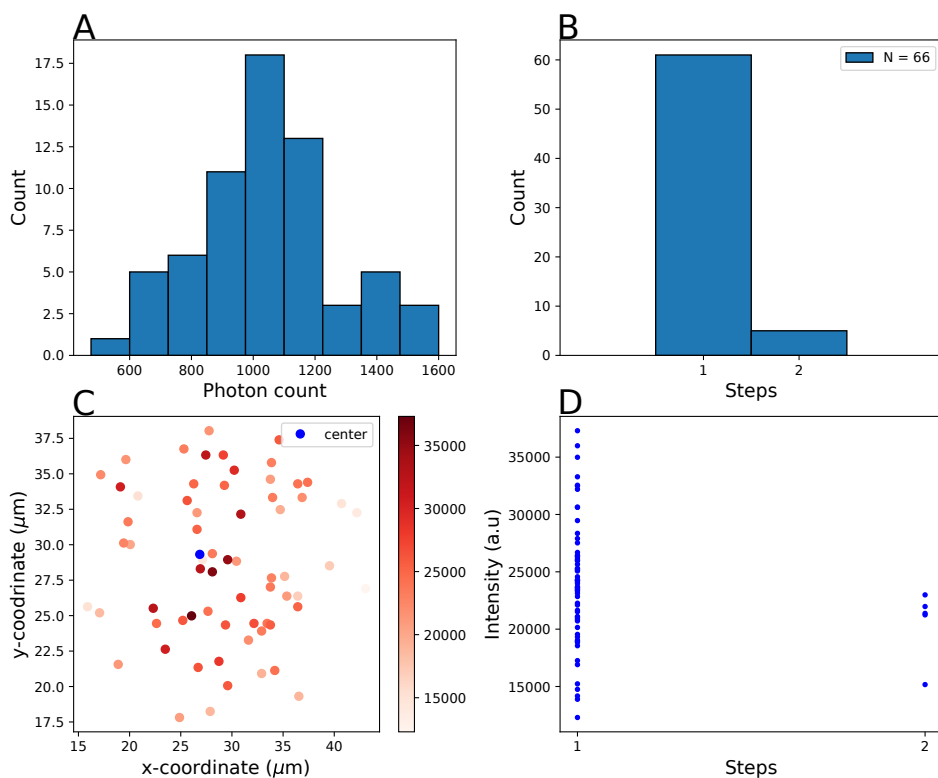 A
17.5
15.0
12.5
10.0
7.5
5.0
2.5
0.0
Count
600 800 1000 1200 1400 1600
Photon count
B
60
50
40
30
20
10
0
Count
N = 66
1 2
Steps
C
37.5
35.0
32.5
30.0
27.5
25.0
22.5
20.0
17.5
y-coodrinate (μm)
center
15 20 25 30 35 40
x-coordinate (μm)
35000
30000
25000
20000
15000
D
35000
30000
25000
20000
15000
Intensity (a.u)
1 2
Steps